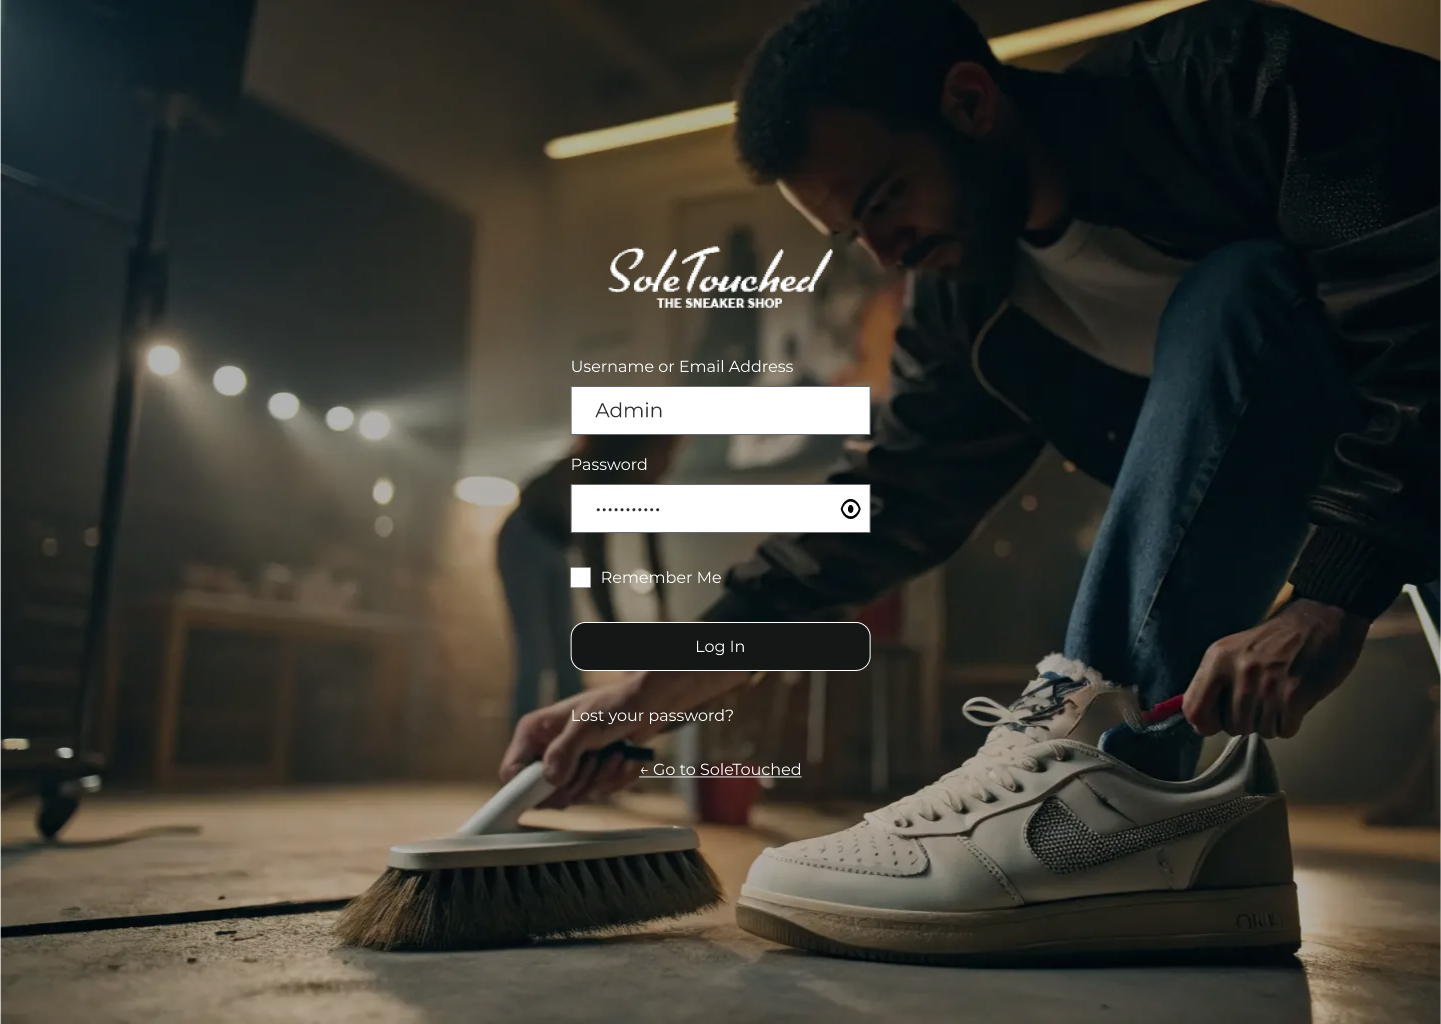 SoleTouched
THE SNEAKER SHOP
Username or Email Address
Admin
Password
•••••••••••
Remember Me
Log In
Lost your password?
← Go to SoleTouched